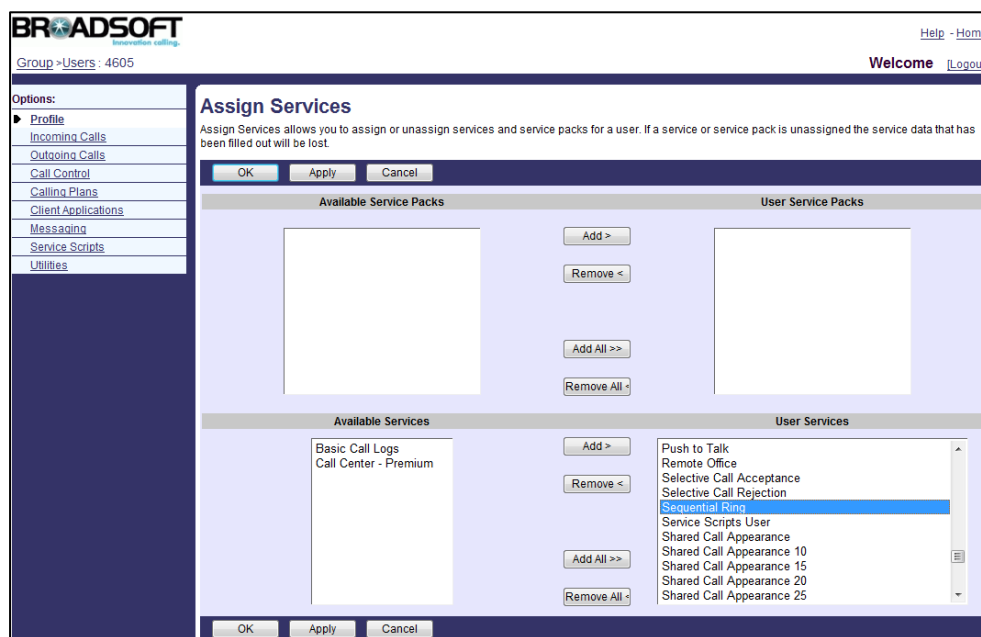 BROADSOFT
Innovation calling.
Help - Hom
Group >Users : 4605
Welcome [Logou
Options:
Profile
Incoming Calls
Outgoing Calls
Call Control
Calling Plans
Client Applications
Messaging
Service Scripts
Utilities
Assign Services
Assign Services allows you to assign or unassign services and service packs for a user. If a service or service pack is unassigned the service data that has
been filled out will be lost.
OK Apply Cancel
Available Service Packs User Service Packs
Add >
Remove <
Add All >>
Remove All <
Available Services User Services
Basic Call Logs
Call Center - Premium
Add >
Remove <
Add All >>
Remove All <
Push to Talk
Remote Office
Selective Call Acceptance
Selective Call Rejection
Sequential Ring
Service Scripts User
Shared Call Appearance
Shared Call Appearance 10
Shared Call Appearance 15
Shared Call Appearance 20
Shared Call Appearance 25
OK Apply Cancel